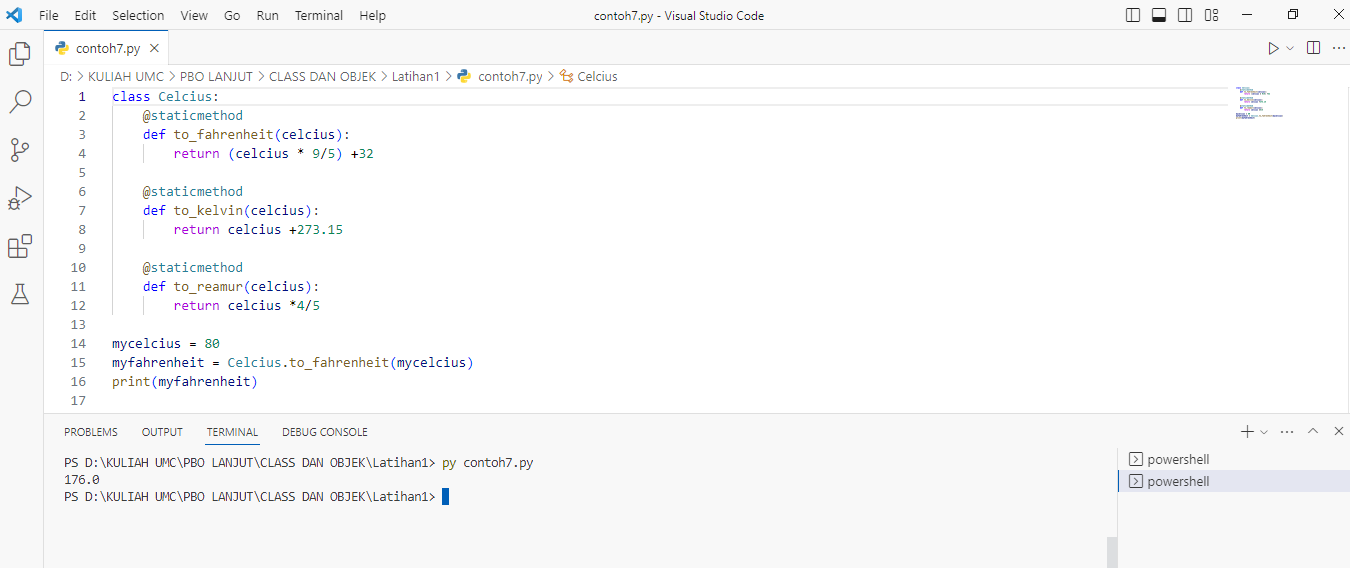 File Edit Selection View Go Run Terminal Help
contoh7.py - Visual Studio Code
contoh7.py
D: > KULIAH UMC > PBO LANJUT > CLASS DAN OBJEK > Latihan1 > contoh7.py > Celcius
1 class Celcius:
2     @staticmethod
3     def to_fahrenheit(celcius):
4         return (celcius * 9/5) +32
5
6     @staticmethod
7     def to_kelvin(celcius):
8         return celcius +273.15
9
10     @staticmethod
11     def to_reamur(celcius):
12         return celcius *4/5
13
14 mycelcius = 80
15 myfahrenheit = Celcius.to_fahrenheit(mycelcius)
16 print(myfahrenheit)
17
PROBLEMS OUTPUT TERMINAL DEBUG CONSOLE
PS D:\KULIAH UMC\PBO LANJUT\CLASS DAN OBJEK\Latihan1> py contoh7.py
176.0
PS D:\KULIAH UMC\PBO LANJUT\CLASS DAN OBJEK\Latihan1>
powershell
powershell